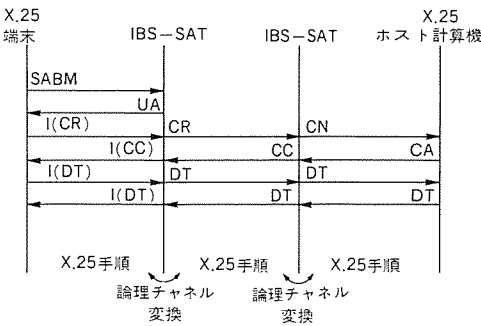 X.25
端末
IBS−SAT
IBS−SAT
X.25
ホスト計算機
SABM
UA
I(CR)
CR
CN
I(CC)
CC
CA
I(DT)
DT
DT
I(DT)
DT
DT
X.25手順
X.25手順
X.25手順
論理チャネル
変換
論理チャネル
変換